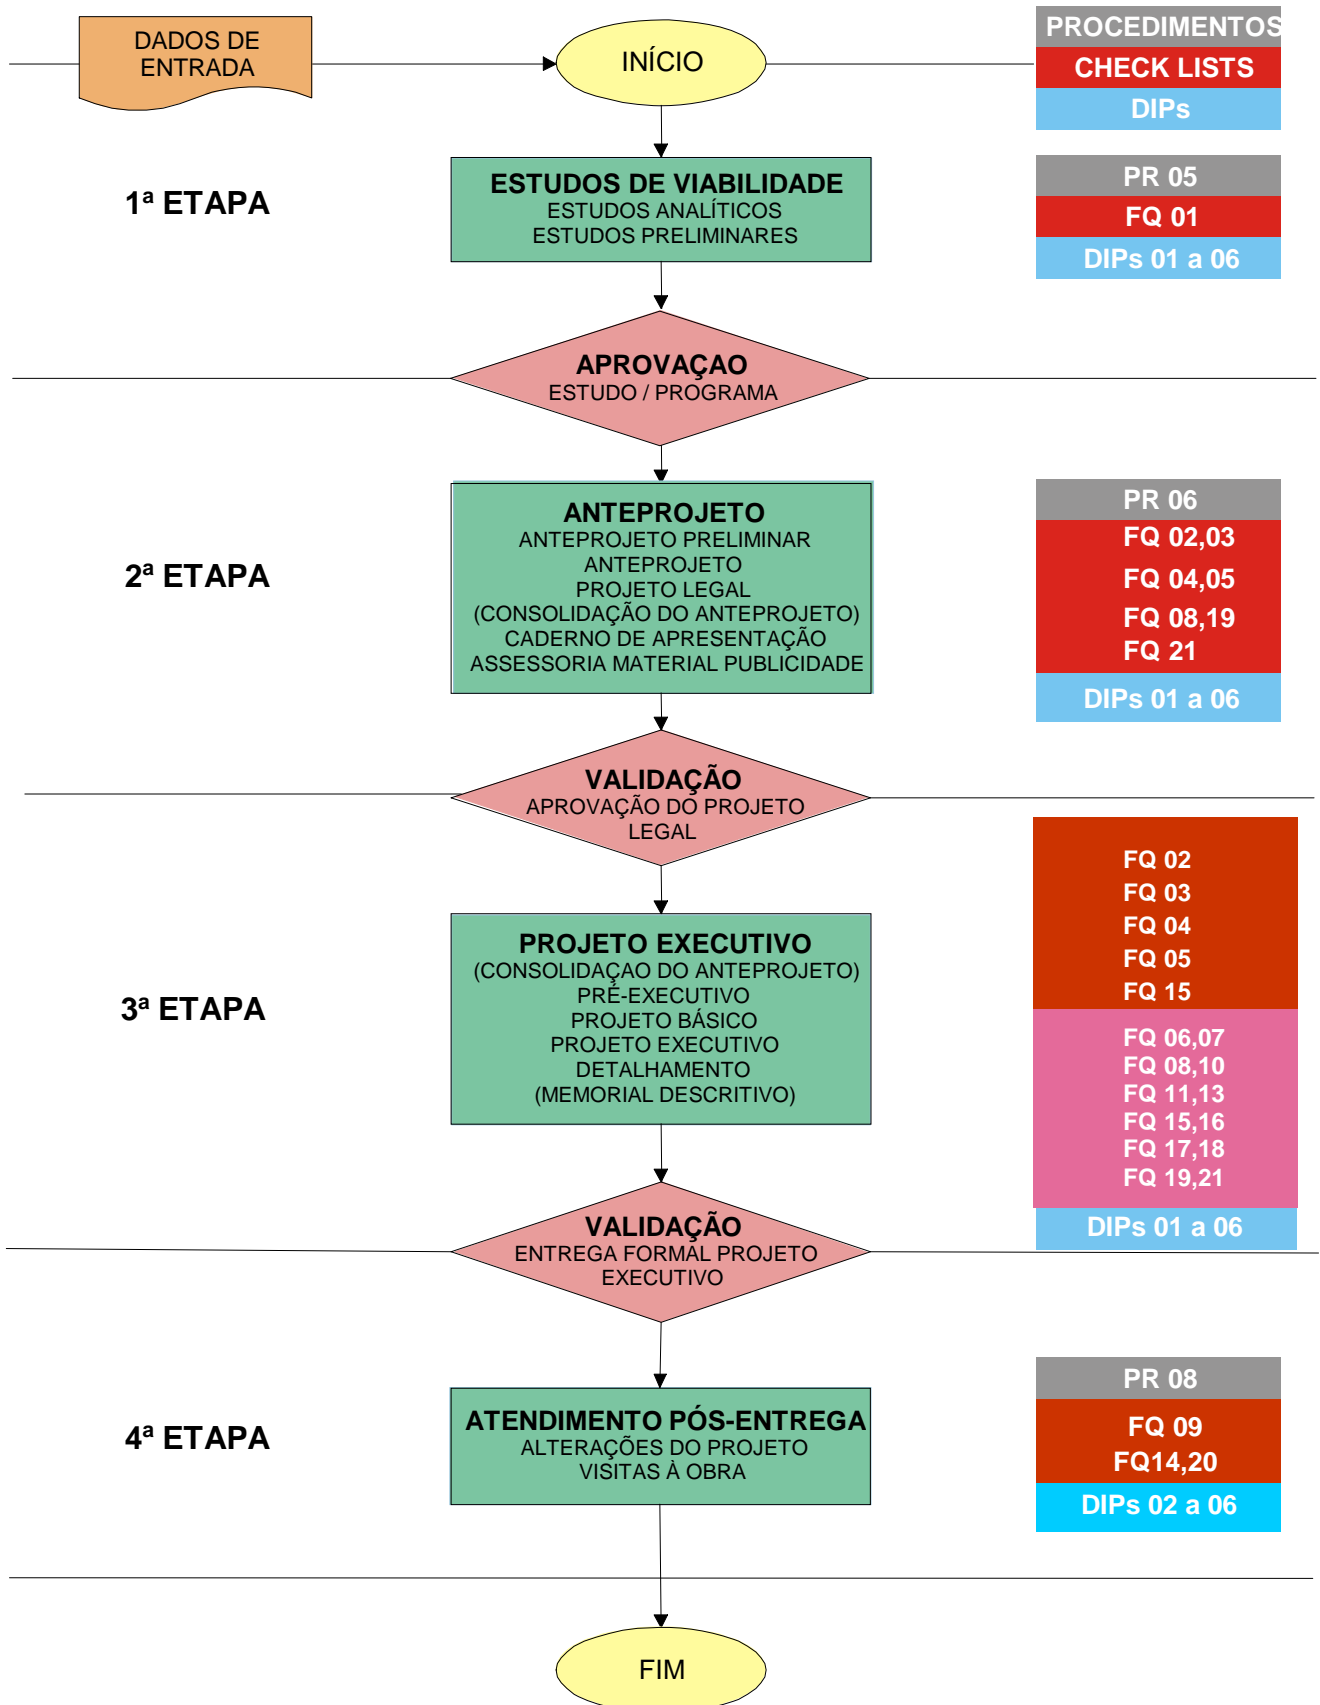 DADOS DE
ENTRADA
INÍCIO
PROCEDIMENTOS
CHECK LISTS
DIPs
1ª ETAPA
ESTUDOS DE VIABILIDADE
ESTUDOS ANALÍTICOS
ESTUDOS PRELIMINARES
PR 05
FQ 01
DIPs 01 a 06
APROVAÇAO
ESTUDO / PROGRAMA
2ª ETAPA
ANTEPROJETO
ANTEPROJETO PRELIMINAR
ANTEPROJETO
PROJETO LEGAL
(CONSOLIDAÇÃO DO ANTEPROJETO)
CADERNO DE APRESENTAÇÃO
ASSESSORIA MATERIAL PUBLICIDADE
PR 06
FQ 02,03
FQ 04,05
FQ 08,19
FQ 21
DIPs 01 a 06
VALIDAÇÃO
APROVAÇÃO DO PROJETO
LEGAL
3ª ETAPA
PROJETO EXECUTIVO
(CONSOLIDAÇAO DO ANTEPROJETO)
PRÉ-EXECUTIVO
PROJETO BÁSICO
PROJETO EXECUTIVO
DETALHAMENTO
(MEMORIAL DESCRITIVO)
FQ 02
FQ 03
FQ 04
FQ 05
FQ 15
FQ 06,07
FQ 08,10
FQ 11,13
FQ 15,16
FQ 17,18
FQ 19,21
DIPs 01 a 06
VALIDAÇÃO
ENTREGA FORMAL PROJETO
EXECUTIVO
4ª ETAPA
ATENDIMENTO PÓS-ENTREGA
ALTERAÇÕES DO PROJETO
VISITAS À OBRA
PR 08
FQ 09
FQ14,20
DIPs 02 a 06
FIM